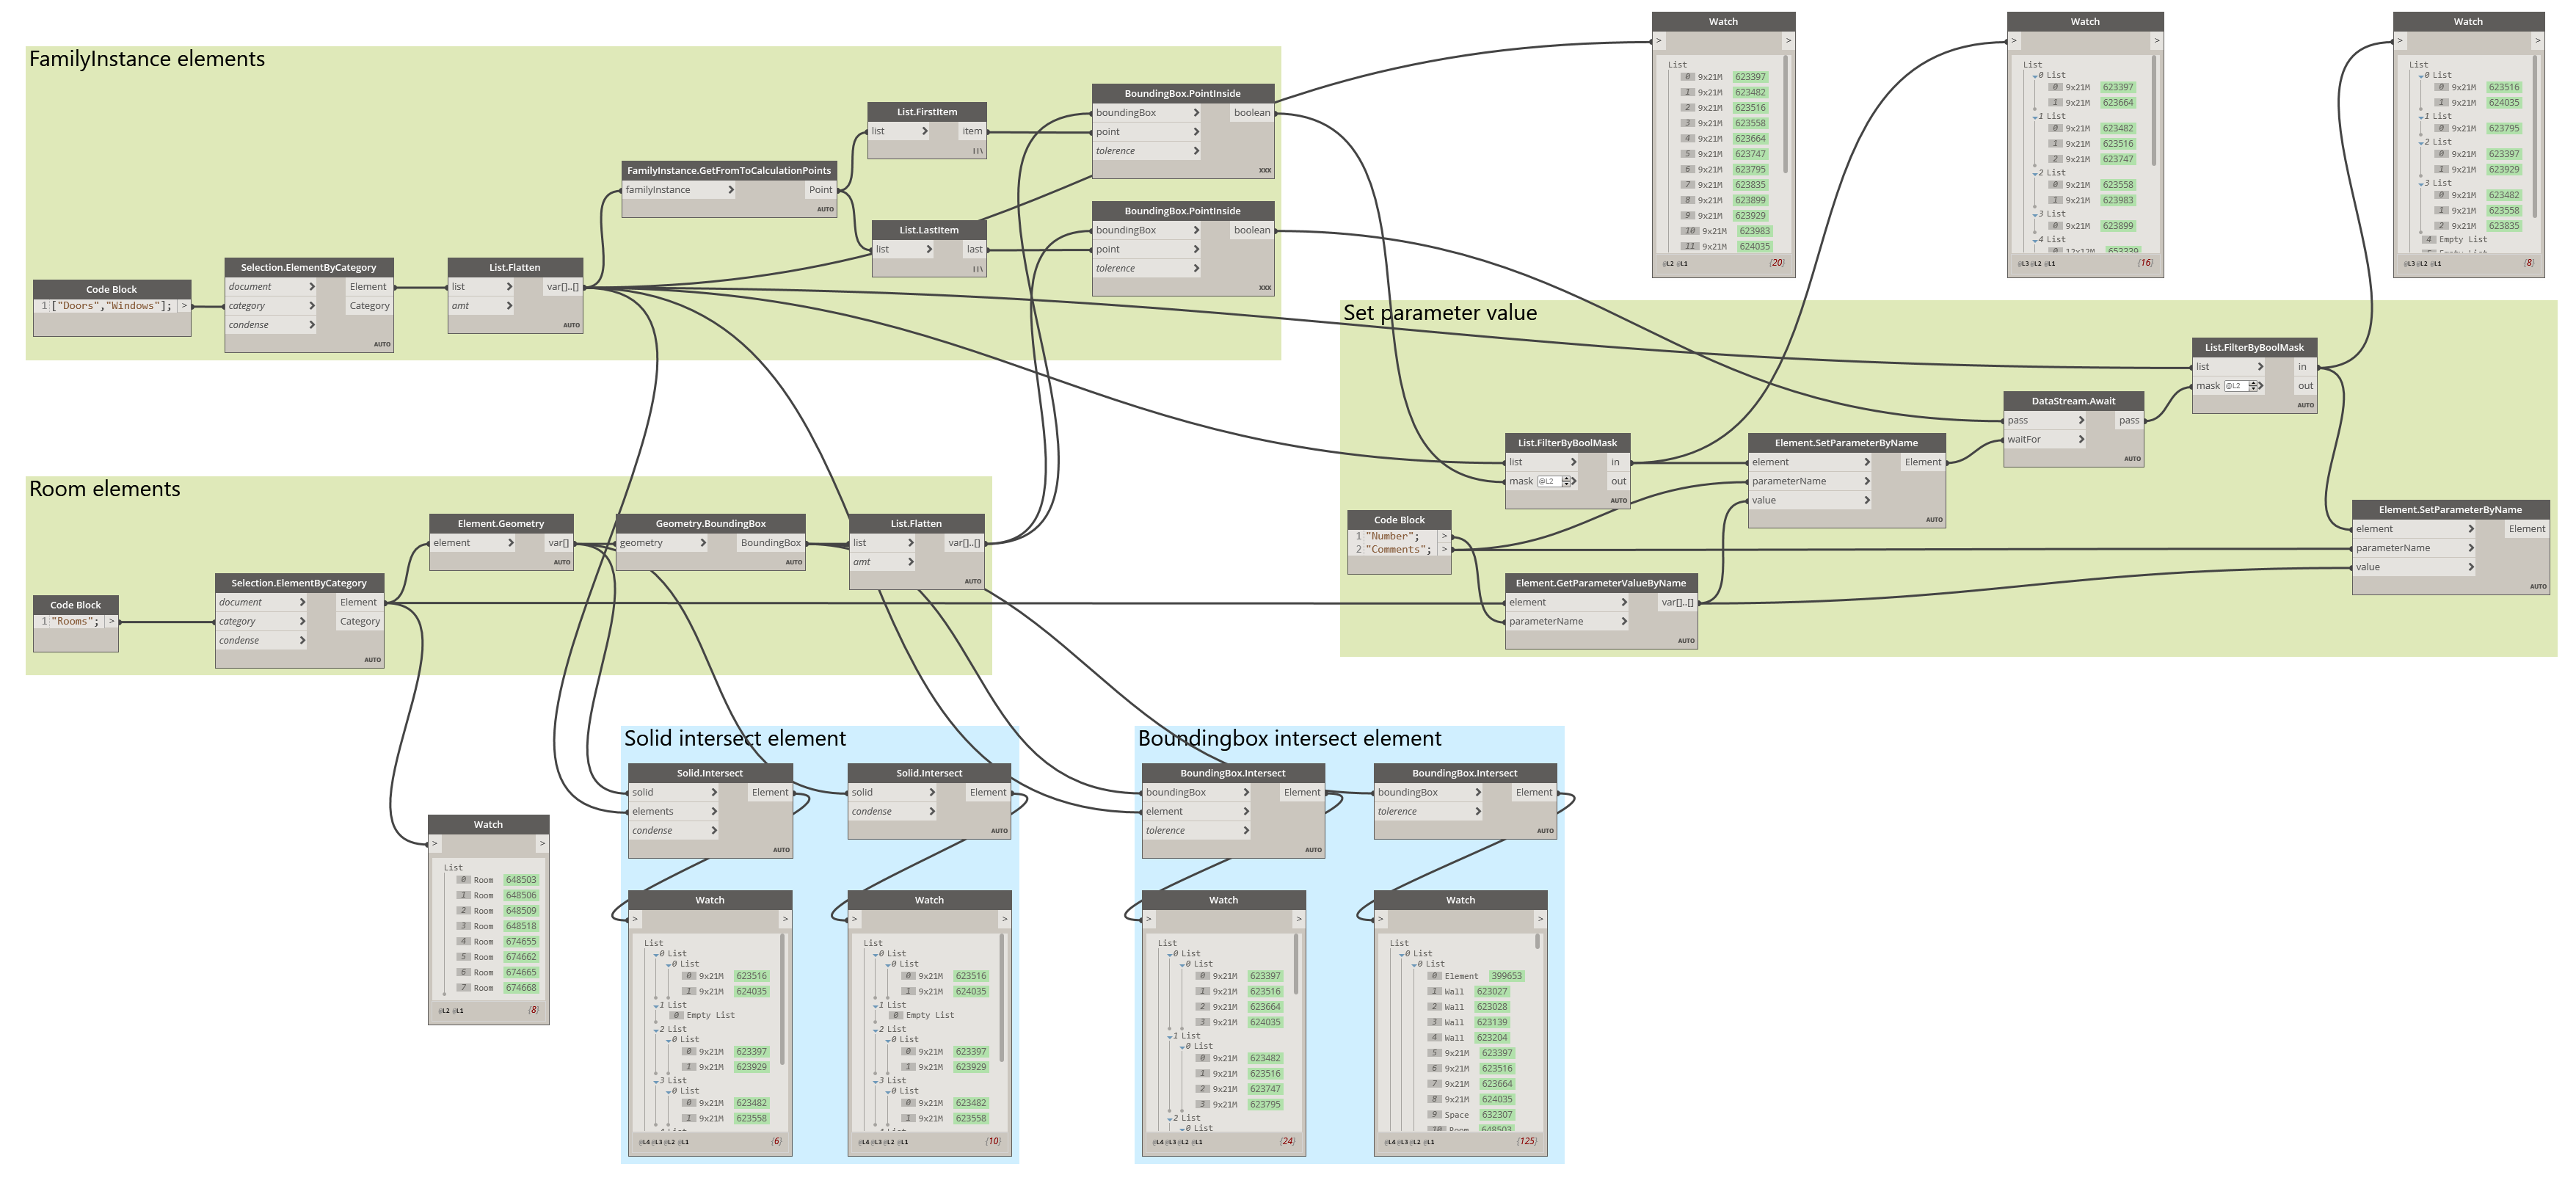 FamilyInstance elements
Code Block
1 ["Doors","Windows"]; >
Selection.ElementByCategory
document > Element
category > Category
condense >
AUTO
List.Flatten
list > var[]..[]
amt >
AUTO
FamilyInstance.GetFromToCalculationPoints
familyInstance > Point
AUTO
List.FirstItem
list > item
List.LastItem
list > last
BoundingBox.PointInside
boundingBox > boolean
point >
tolerence >
XXX
BoundingBox.PointInside
boundingBox > boolean
point >
tolerence >
XXX
Watch
> >
List
0 9x21M 623397
1 9x21M 623482
2 9x21M 623516
3 9x21M 623558
4 9x21M 623664
5 9x21M 623747
6 9x21M 623795
7 9x21M 623835
8 9x21M 623899
9 9x21M 623929
10 9x21M 623983
11 9x21M 624035
@L2 @L1 {20}
Watch
> >
List
0 List
0 9x21M 623397
1 9x21M 623664
1 List
0 9x21M 623482
1 9x21M 623516
2 9x21M 623747
2 List
0 9x21M 623558
1 9x21M 623983
3 List
0 9x21M 623899
4 List
@L3 @L2 @L1 {16}
Watch
> >
List
0 List
0 9x21M 623516
1 9x21M 624035
1 List
0 9x21M 623795
2 List
0 9x21M 623397
1 9x21M 623929
3 List
0 9x21M 623482
1 9x21M 623558
2 9x21M 623835
4 Empty List
@L3 @L2 @L1 {8}
Set parameter value
List.FilterByBoolMask
list > in
mask @L2 > out
AUTO
Code Block
1 "Number"; >
2 "Comments"; >
Element.GetParameterValueByName
element > var[]..[]
parameterName >
AUTO
Element.SetParameterByName
element > Element
parameterName >
value >
AUTO
DataStream.Await
pass > pass
waitFor >
AUTO
List.FilterByBoolMask
list > in
mask @L2 > out
AUTO
Element.SetParameterByName
element > Element
parameterName >
value >
AUTO
Room elements
Code Block
1 "Rooms"; >
Selection.ElementByCategory
document > Element
category > Category
condense >
AUTO
Element.Geometry
element > var[]
AUTO
Geometry.BoundingBox
geometry > BoundingBox
AUTO
List.Flatten
list > var[]..[]
amt >
AUTO
Watch
> >
List
0 Room 648503
1 Room 648506
2 Room 648509
3 Room 648518
4 Room 674655
5 Room 674662
6 Room 674665
7 Room 674668
@L2 @L1 {8}
Solid intersect element
Solid.Intersect
solid > Element
elements >
condense >
AUTO
Solid.Intersect
solid > Element
condense >
AUTO
Watch
> >
List
0 List
0 List
0 9x21M 623516
1 9x21M 624035
1 List
0 Empty List
2 List
0 List
0 9x21M 623397
1 9x21M 623929
3 List
0 List
0 9x21M 623482
1 9x21M 623558
@L4 @L3 @L2 @L1 {6}
Watch
> >
List
0 List
0 List
0 9x21M 623516
1 9x21M 624035
1 List
0 Empty List
2 List
0 List
0 9x21M 623397
1 9x21M 623929
3 List
0 List
0 9x21M 623482
1 9x21M 623558
@L4 @L3 @L2 @L1 {10}
Boundingbox intersect element
BoundingBox.Intersect
boundingBox > Element
element >
tolerence >
AUTO
BoundingBox.Intersect
boundingBox > Element
tolerence >
AUTO
Watch
> >
List
0 List
0 List
0 9x21M 623397
1 9x21M 623516
2 9x21M 623664
3 9x21M 624035
1 List
0 List
0 9x21M 623482
1 9x21M 623516
2 9x21M 623747
3 9x21M 623795
2 List
0 List
@L4 @L3 @L2 @L1 {24}
Watch
> >
List
0 List
0 List
0 Element 399653
1 Wall 623027
2 Wall 623028
3 Wall 623139
4 Wall 623204
5 9x21M 623397
6 9x21M 623516
7 9x21M 623664
8 9x21M 624035
9 Space 632307
10 Room 648503
@L4 @L3 @L2 @L1 {125}